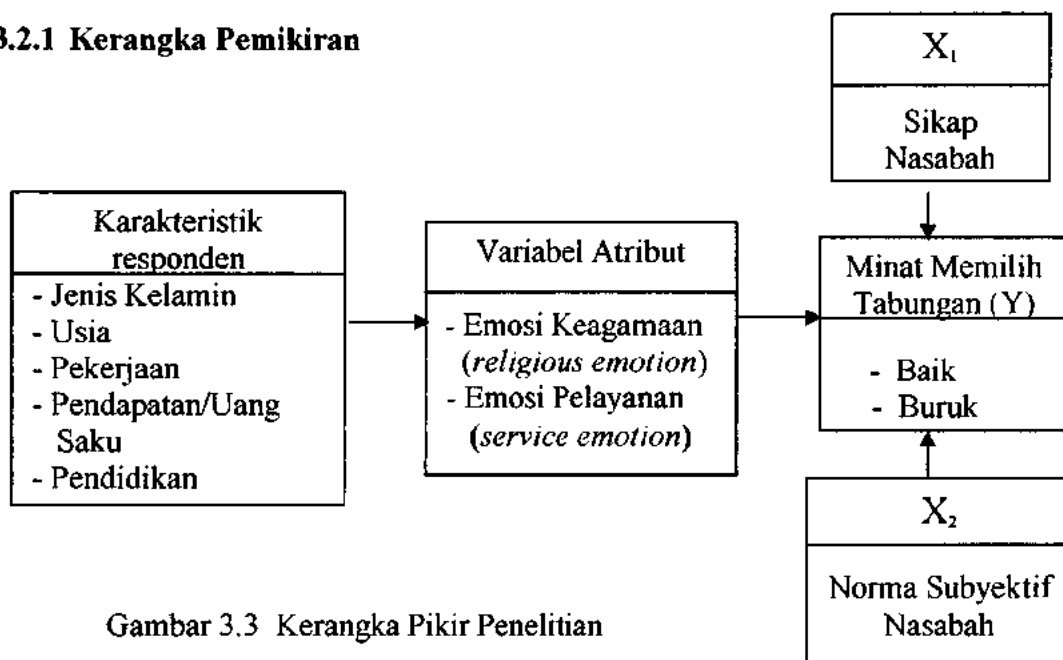 3.2.1 Kerangka Pemikiran
X₁
Sikap
Nasabah
Karakteristik
responden
- Jenis Kelamin
- Usia
- Pekerjaan
- Pendapatan/Uang
Saku
- Pendidikan
Variabel Atribut
- Emosi Keagamaan
(religious emotion)
- Emosi Pelayanan
(service emotion)
Minat Memilih
Tabungan (Y)
- Baik
- Buruk
X₂
Norma Subyektif
Nasabah
Gambar 3.3 Kerangka Pikir Penelitian